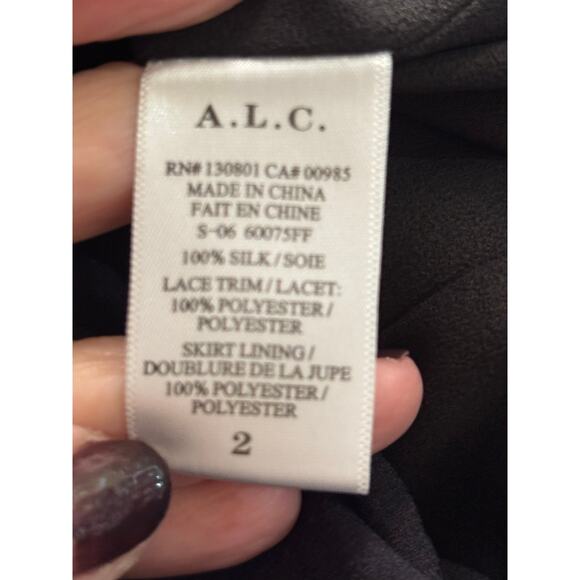 A.L.C.
RN# 130801 CA# 00985
MADE IN CHINA
FAIT EN CHINE
S-06 60075FF
100% SILK/SOIE
LACE TRIM/LACET:
100% POLYESTER/
POLYESTER
SKIRT LINING/
DOUBLURE DE LA JUPE
100% POLYESTER/
POLYESTER
2